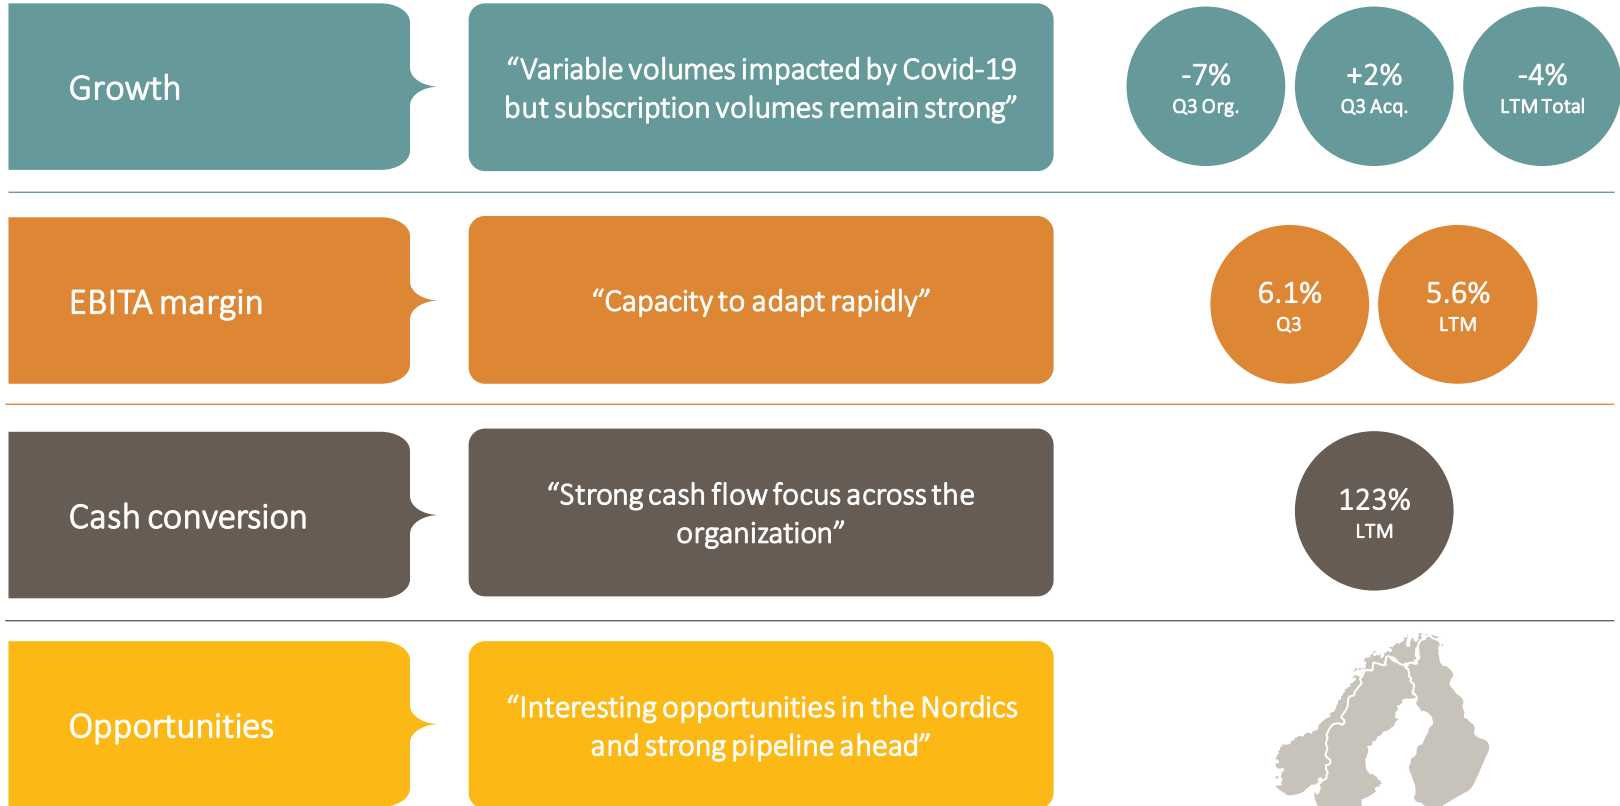 Growth
“Variable volumes impacted by Covid-19
but subscription volumes remain strong”
-7%
Q3 Org.
+2%
Q3 Acq.
-4%
LTM Total
EBITA margin
“Capacity to adapt rapidly”
6.1%
Q3
5.6%
LTM
Cash conversion
“Strong cash flow focus across the
organization”
123%
LTM
Opportunities
“Interesting opportunities in the Nordics
and strong pipeline ahead”